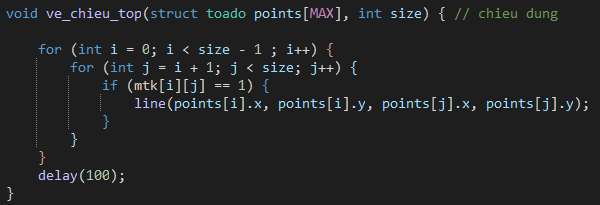 void ve_chieu_top(struct toado points[MAX], int size) { // chieu dung
for (int i = 0; i < size - 1 ; i++) {
for (int j = i + 1; j < size; j++) {
if (mtk[i][j] == 1) {
line(points[i].x, points[i].y, points[j].x, points[j].y);
}
}
}
delay(100);
}